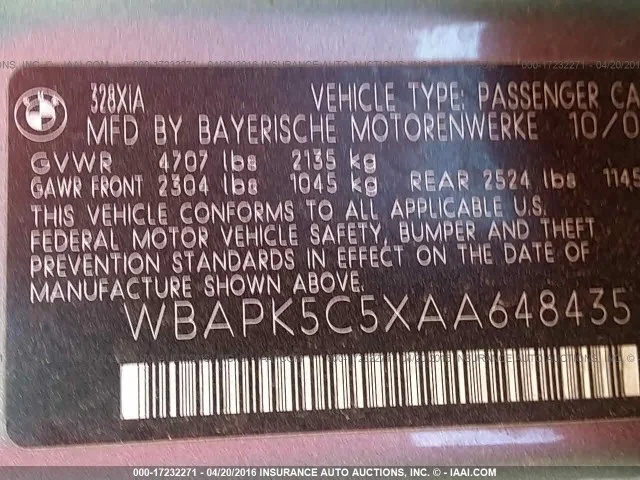 328XIA VEHICLE TYPE: PASSENGER CA
MFD BY BAYERISCHE MOTORENWERKE 10/0
GVWR 4707 lbs 2135 kg
GAWR FRONT 2304 lbs 1045 kg REAR 2524 lbs 1145
THIS VEHICLE CONFORMS TO ALL APPLICABLE U.S.
FEDERAL MOTOR VEHICLE SAFETY, BUMPER AND THEFT
PREVENTION STANDARDS IN EFFECT ON THE DATE OF
MANUFACTURE SHOWN ABOVE.
WBAPK5C5XAA648435
000-17232271 - 04/20/2016 INSURANCE AUTO AUCTIONS, INC. - IAAI.COM